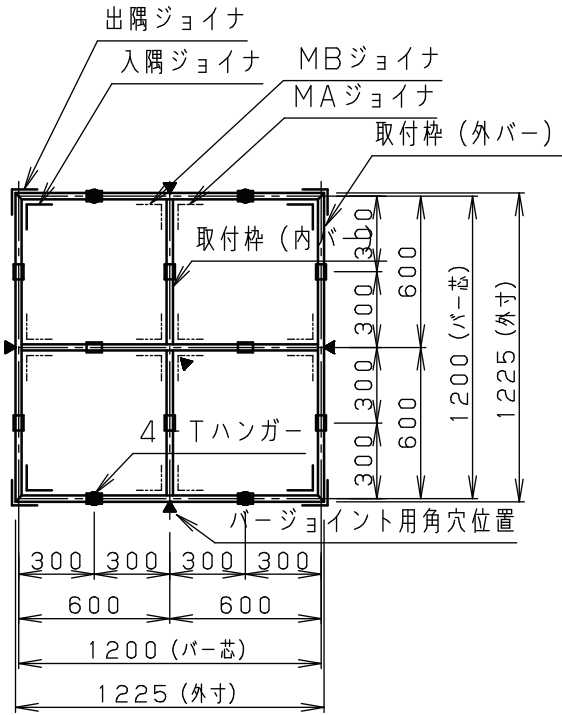 出隅ジョイナ
入隅ジョイナ
MBジョイナ
MAジョイナ
取付枠（外バー）
取付枠（内バー）
300
300
300
300
600
600
1200（バー芯）
1225（外寸）
4－Tハンガー
バージョイント用角穴位置
300 300 300 300
600 600
1200（バー芯）
1225（外寸）